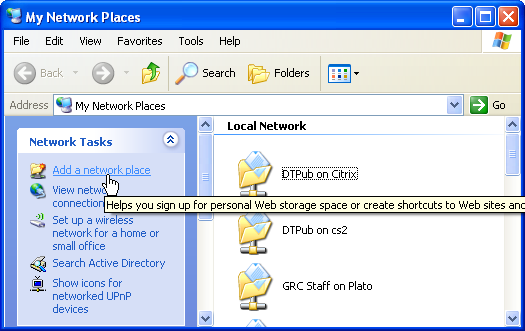 My Network Places
File Edit View Favorites Tools Help
Back Search Folders
Address My Network Places Go
Network Tasks
Add a network place
View netw
connection
Set up a wireless
network for a home or
small office
Search Active Directory
Show icons for
networked UPnP
devices
Helps you sign up for personal Web storage space or create shortcuts to Web sites and
Local Network
DTPub on Citrix
DTPub on cs2
GRC Staff on Plato